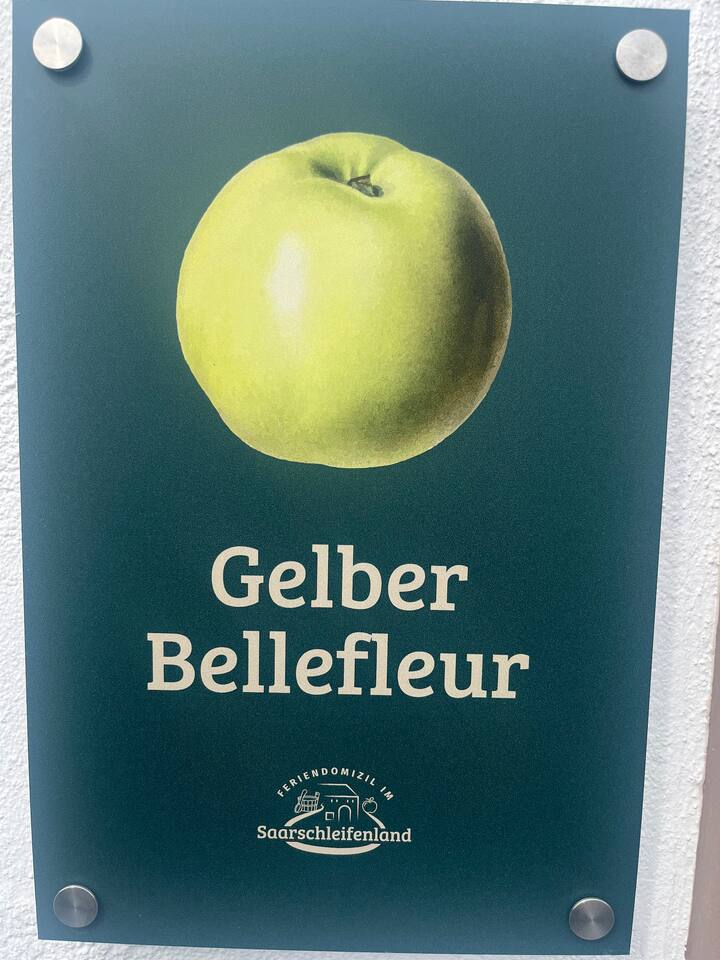 Gelber
Bellefleur
FERIENDOMIZIL IM
Saarschleifenland